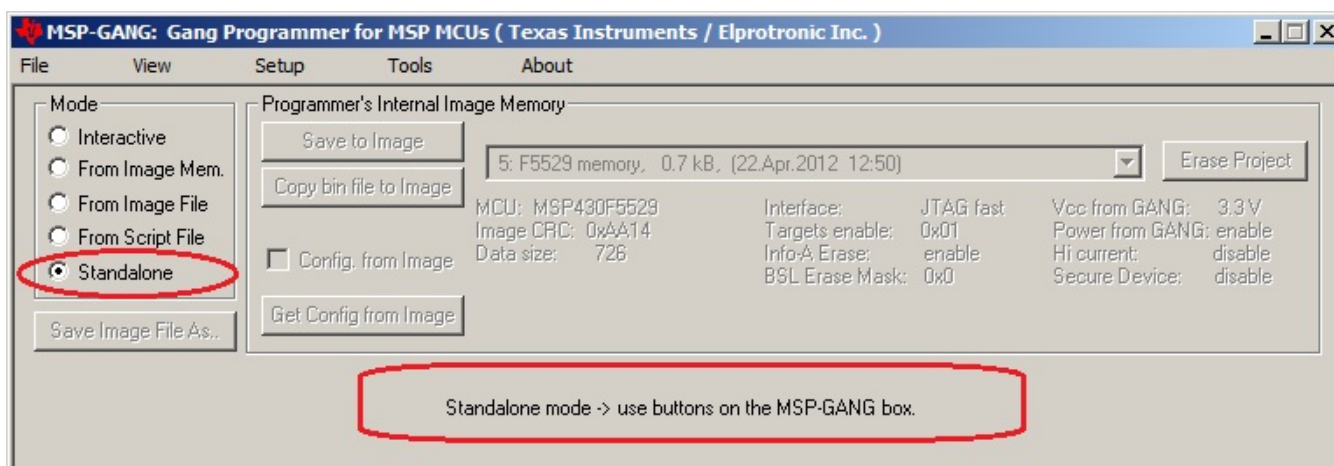 MSP-GANG: Gang Programmer for MSP MCUs ( Texas Instruments / Elprotronic Inc. )
File View Setup Tools About
Mode
Interactive
From Image Mem.
From Image File
From Script File
Standalone
Save Image File As..
Programmer's Internal Image Memory
Save to Image
Copy bin file to Image
Config. from Image
Get Config from Image
5: F5529 memory, 0.7 kB, (22.Apr.2012 12:50)
Erase Project
MCU: MSP430F5529
Image CRC: 0xAA14
Data size: 726
Interface: JTAG fast
Targets enable: 0x01
Info-A Erase: enable
BSL Erase Mask: 0x0
Vcc from GANG: 3.3 V
Power from GANG: enable
Hi current: disable
Secure Device: disable
Standalone mode -> use buttons on the MSP-GANG box.